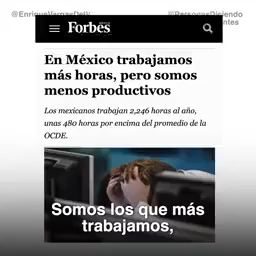 @EnriqueVargasDelV
Forbes
En México trabajamos
más horas, pero somos
menos productivos
Los mexicanos trabajan 2,246 horas al año,
unas 480 horas por encima del promedio de la
OCDE.
Somos los que más
trabajamos,